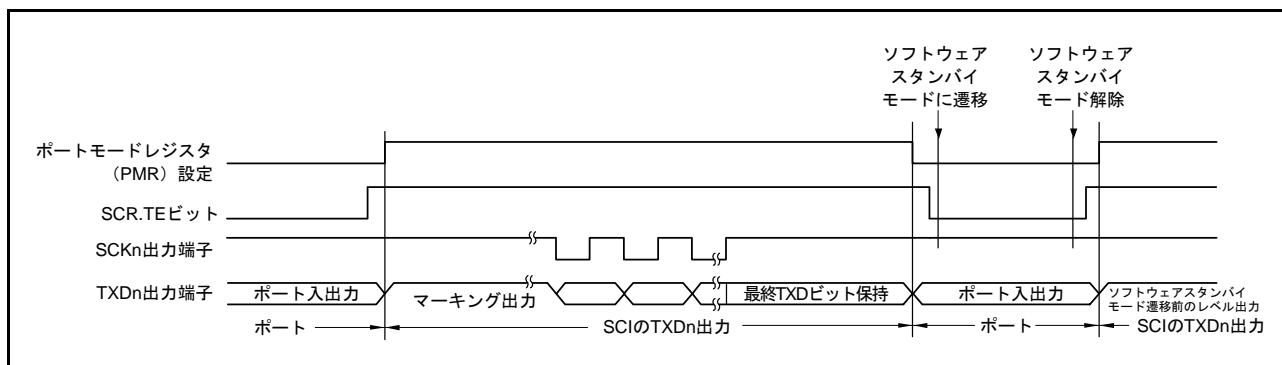 ソフトウェア
スタンバイ
モードに遷移
ソフトウェア
スタンバイ
モード解除
ポートモードレジスタ
（PMR）設定
SCR.TEビット
SCKn出力端子
TXDn出力端子
ポート入出力
マーキング出力
最終TXDビット保持
ポート入出力
ソフトウェアスタンバイ
モード遷移前のレベル出力
ポート
SCIのTXDn出力
ポート
SCIのTXDn出力